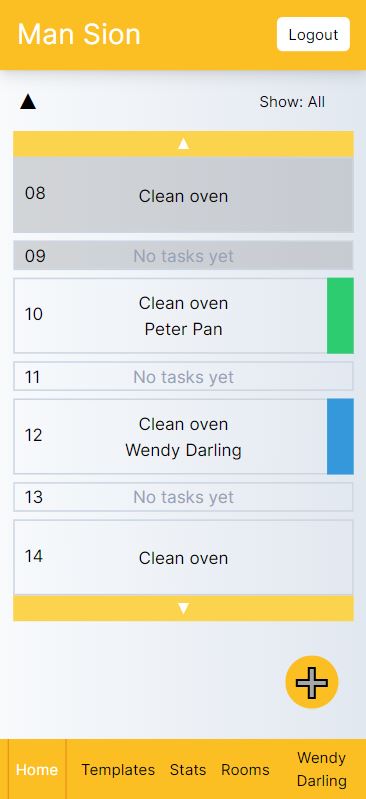 Man Sion
Logout
▲
Show: All
▲
08
Clean oven
09
No tasks yet
10
Clean oven
Peter Pan
11
No tasks yet
12
Clean oven
Wendy Darling
13
No tasks yet
14
Clean oven
▼
Home
Templates
Stats
Rooms
Wendy
Darling